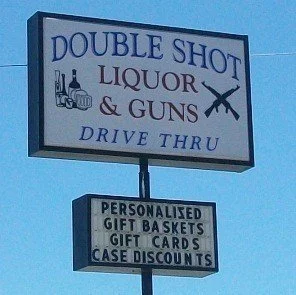 DOUBLE SHOT
LIQUOR
& GUNS
DRIVE THRU
PERSONALIZED
GIFT BASKETS
GIFT CARDS
CASE DISCOUNTS